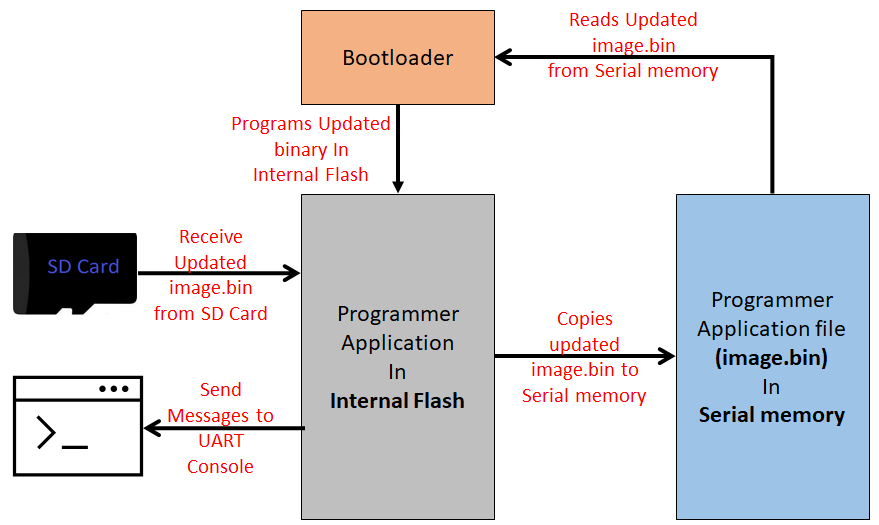 Bootloader
Reads Updated
image.bin
from Serial memory
Programs Updated
binary In
Internal Flash
SD Card
Receive
Updated
image.bin
from SD Card
Programmer
Application
In
Internal Flash
Copies
updated
image.bin to
Serial memory
Programmer
Application file
(image.bin)
In
Serial memory
Send
Messages to
UART
Console